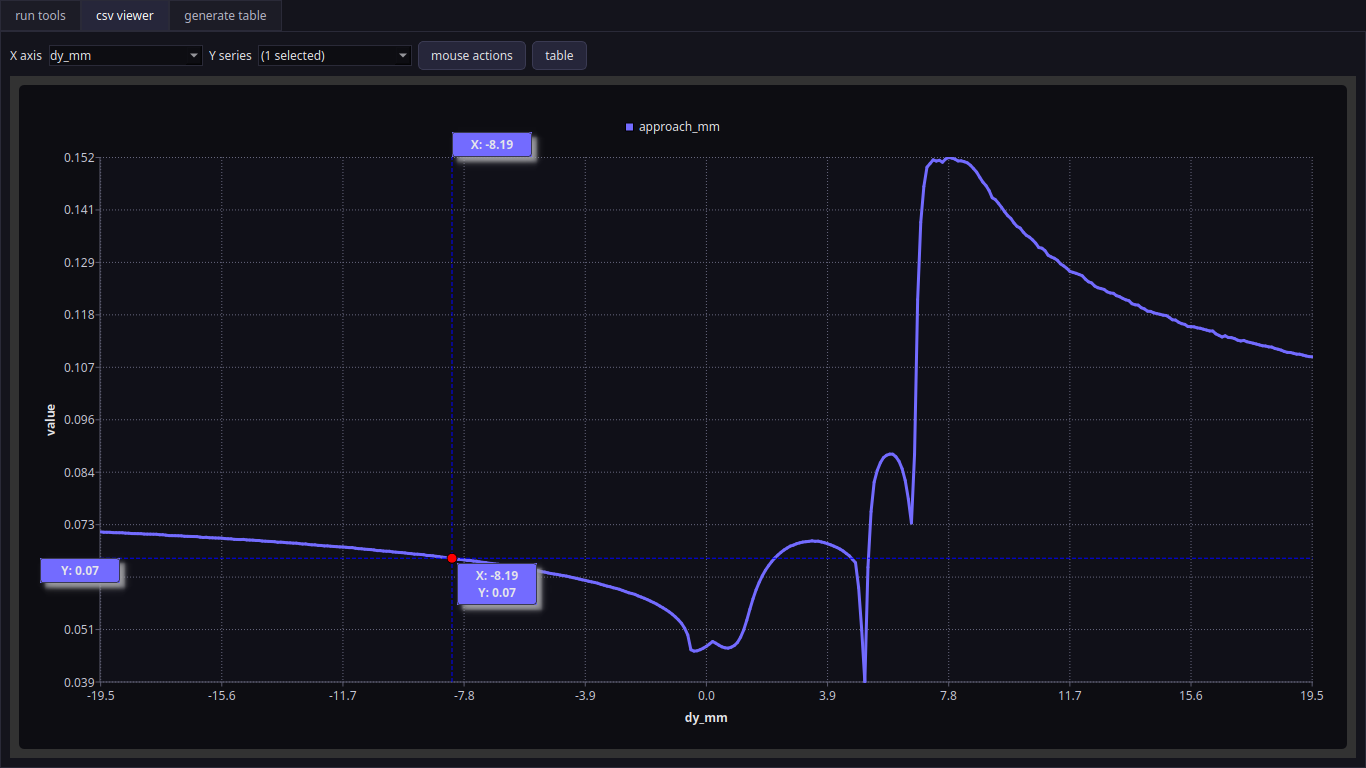 run tools
csv viewer
generate table
X axis dy_mm Y series (1 selected) mouse actions table
approach_mm
X: -8.19
0.152
0.141
0.129
0.118
0.107
0.096
0.084
0.073
0.051
0.039
value
Y: 0.07
X: -8.19
Y: 0.07
-19.5 -15.6 -11.7 -7.8 -3.9 0.0 3.9 7.8 11.7 15.6 19.5
dy_mm